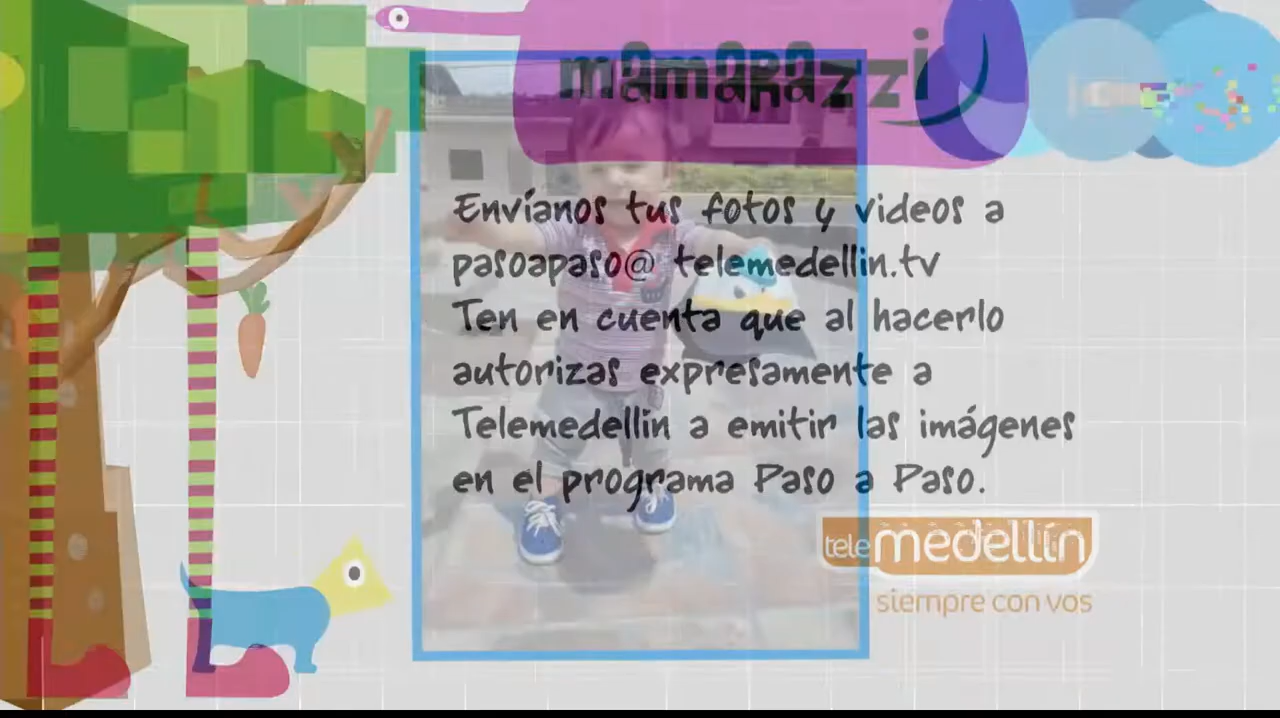 mamarazzi
Envíanos tus fotos y videos a
pasoapaso@ telemedellin.tv
Ten en cuenta que al hacerlo
autorizas expresamente a
Telemedellín a emitir las imágenes
en el programa Paso a Paso.
telemedellín
siempre con vos